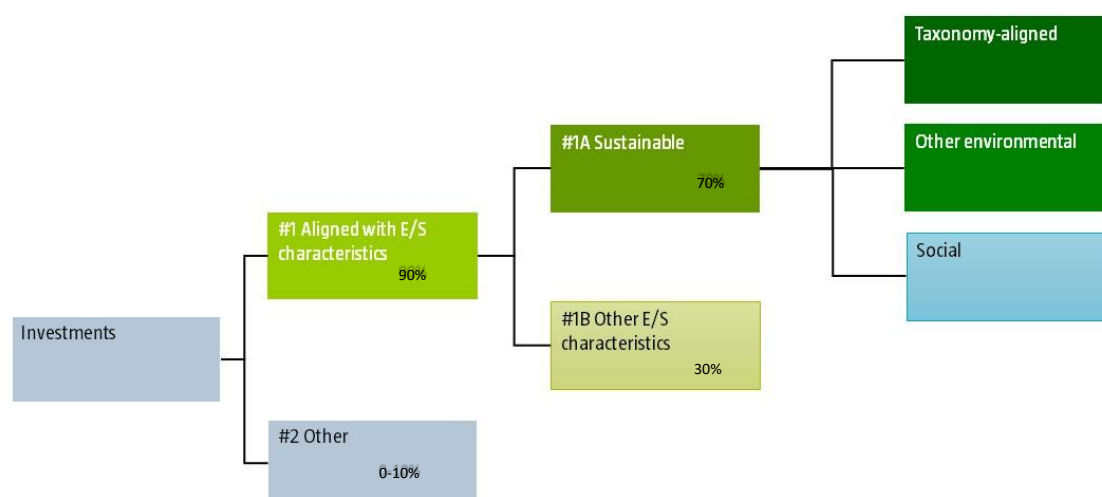 Taxonomy-aligned
#1A Sustainable
70%
Other environmental
#1 Aligned with E/S
characteristics
90%
Social
Investments
#1B Other E/S
characteristics
30%
#2 Other
0-10%